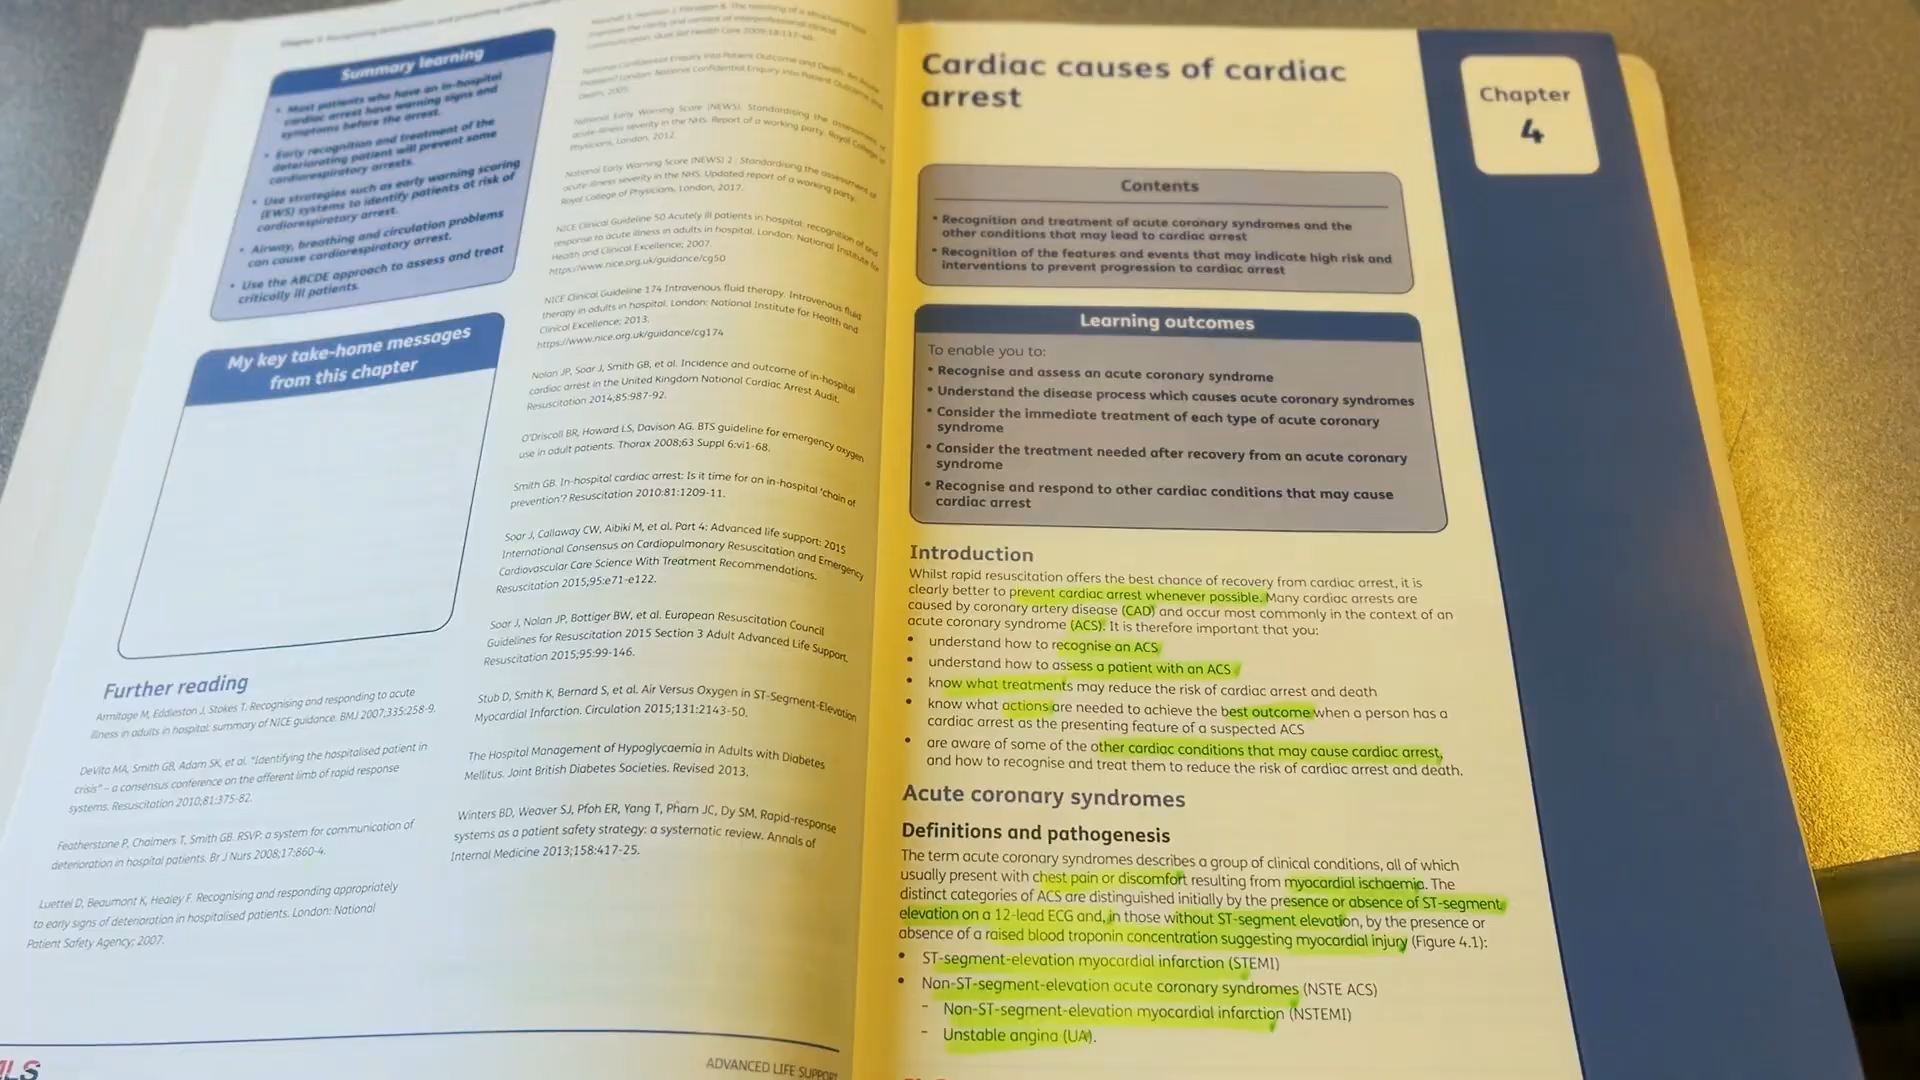 Summary learning
• Most patients who have an in-hospital
cardiac arrest have warning signs and
symptoms before the arrest.
• Early recognition and treatment of the
deteriorating patient will prevent some
cardiorespiratory arrests.
• Use strategies such as early warning scoring
(EWS) systems to identify patients at risk of
cardiorespiratory arrest.
• Airway, breathing and circulation problems
can cause cardiorespiratory arrest.
• Use the ABCDE approach to assess and treat
critically ill patients.
My key take-home messages
from this chapter
Further reading
Armitage M, Eddleston J, Stokes T. Recognising and responding to acute
illness in adults in hospital: summary of NICE guidance. BMJ 2007;335:258-9.
DeVita MA, Smith GB, Adam SK, et al. "Identifying the hospitalised patient in
crisis" – a consensus conference on the afferent limb of rapid response
systems. Resuscitation 2010;81:375-82.
Featherstone P, Chalmers T, Smith GB. RSVP: a system for communication of
deterioration in hospital patients. Br J Nurs 2008;17:860-4.
Luettel D, Beaumont K, Healey F. Recognising and responding appropriately
to early signs of deterioration in hospitalised patients. London: National
Patient Safety Agency; 2007.
National Confidential Enquiry into Patient Outcome and Death. An Acute
National Early Warning Score (NEWS). Standardising the assessment of
acute-illness severity in the NHS. Report of a working party. Royal College of
Physicians, London, 2012.
National Early Warning Score (NEWS) 2 : Standardising the assessment of
acute-illness severity in the NHS. Updated report of a working party.
Royal College of Physicians, London, 2017.
NICE Clinical Guideline 50 Acutely ill patients in hospital: recognition of and
response to acute illness in adults in hospital. London: National Institute for
Health and Clinical Excellence; 2007.
https://www.nice.org.uk/guidance/cg50
NICE Clinical Guideline 174 Intravenous fluid therapy. Intravenous fluid
therapy in adults in hospital. London: National Institute for Health and
Clinical Excellence; 2013.
https://www.nice.org.uk/guidance/cg174
Nolan JP, Soar J, Smith GB, et al. Incidence and outcome of in-hospital
cardiac arrest in the United Kingdom National Cardiac Arrest Audit.
Resuscitation 2014;85:987-92.
O'Driscoll BR, Howard LS, Davison AG. BTS guideline for emergency oxygen
use in adult patients. Thorax 2008;63 Suppl 6:vi1-68.
Smith GB. In-hospital cardiac arrest: Is it time for an in-hospital 'chain of
prevention'? Resuscitation 2010:81:1209-11.
Soar J, Callaway CW, Aibiki M, et al. Part 4: Advanced life support: 2015
International Consensus on Cardiopulmonary Resuscitation and Emergency
Cardiovascular Care Science With Treatment Recommendations.
Resuscitation 2015;95:e71-e122.
Soar J, Nolan JP, Bottiger BW, et al. European Resuscitation Council
Guidelines for Resuscitation 2015 Section 3 Adult Advanced Life Support.
Resuscitation 2015;95:99-146.
Stub D, Smith K, Bernard S, et al. Air Versus Oxygen in ST-Segment-Elevation
Myocardial Infarction. Circulation 2015;131:2143-50.
The Hospital Management of Hypoglycaemia in Adults with Diabetes
Mellitus. Joint British Diabetes Societies. Revised 2013.
Winters BD, Weaver SJ, Pfoh ER, Yang T, Pham JC, Dy SM. Rapid-response
systems as a patient safety strategy: a systematic review. Annals of
Internal Medicine 2013;158:417-25.
ALS
ADVANCED LIFE SUPPORT
Cardiac causes of cardiac
arrest
Chapter
4
Contents
• Recognition and treatment of acute coronary syndromes and the
other conditions that may lead to cardiac arrest
• Recognition of the features and events that may indicate high risk and
interventions to prevent progression to cardiac arrest
Learning outcomes
To enable you to:
• Recognise and assess an acute coronary syndrome
• Understand the disease process which causes acute coronary syndromes
• Consider the immediate treatment of each type of acute coronary
syndrome
• Consider the treatment needed after recovery from an acute coronary
syndrome
• Recognise and respond to other cardiac conditions that may cause
cardiac arrest
Introduction
Whilst rapid resuscitation offers the best chance of recovery from cardiac arrest, it is
clearly better to prevent cardiac arrest whenever possible. Many cardiac arrests are
caused by coronary artery disease (CAD) and occur most commonly in the context of an
acute coronary syndrome (ACS). It is therefore important that you:
• understand how to recognise an ACS
• understand how to assess a patient with an ACS
• know what treatments may reduce the risk of cardiac arrest and death
• know what actions are needed to achieve the best outcome when a person has a
cardiac arrest as the presenting feature of a suspected ACS
• are aware of some of the other cardiac conditions that may cause cardiac arrest,
and how to recognise and treat them to reduce the risk of cardiac arrest and death.
Acute coronary syndromes
Definitions and pathogenesis
The term acute coronary syndromes describes a group of clinical conditions, all of which
usually present with chest pain or discomfort resulting from myocardial ischaemia. The
distinct categories of ACS are distinguished initially by the presence or absence of ST-segment
elevation on a 12-lead ECG and, in those without ST-segment elevation, by the presence or
absence of a raised blood troponin concentration suggesting myocardial injury (Figure 4.1):
• ST-segment-elevation myocardial infarction (STEMI)
• Non-ST-segment-elevation acute coronary syndromes (NSTE ACS)
– Non-ST-segment-elevation myocardial infarction (NSTEMI)
– Unstable angina (UA).